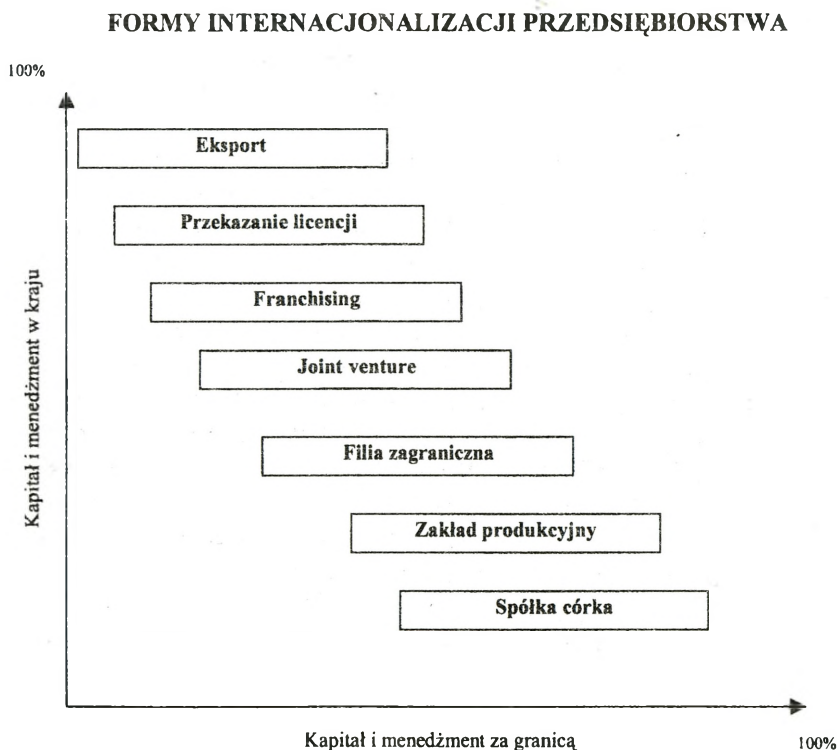 FORMY INTERNACJONALIZACJI PRZEDSIĘBIORSTWA
100%
Eksport
Przekazanie licencji
Franchising
Joint venture
Filia zagraniczna
Zakład produkcyjny
Spółka córka
Kapitał i menedżment w kraju
Kapitał i menedżment za granicą
100%